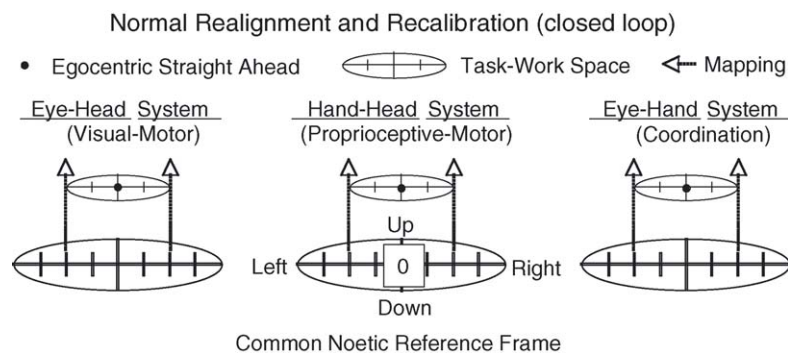 Normal Realignment and Recalibration (closed loop)
Egocentric Straight Ahead Task-Work Space Mapping
Eye-Head System Hand-Head System Eye-Hand System
(Visual-Motor) (Proprioceptive-Motor) (Coordination)
Up
Left 0 Right
Down
Common Noetic Reference Frame